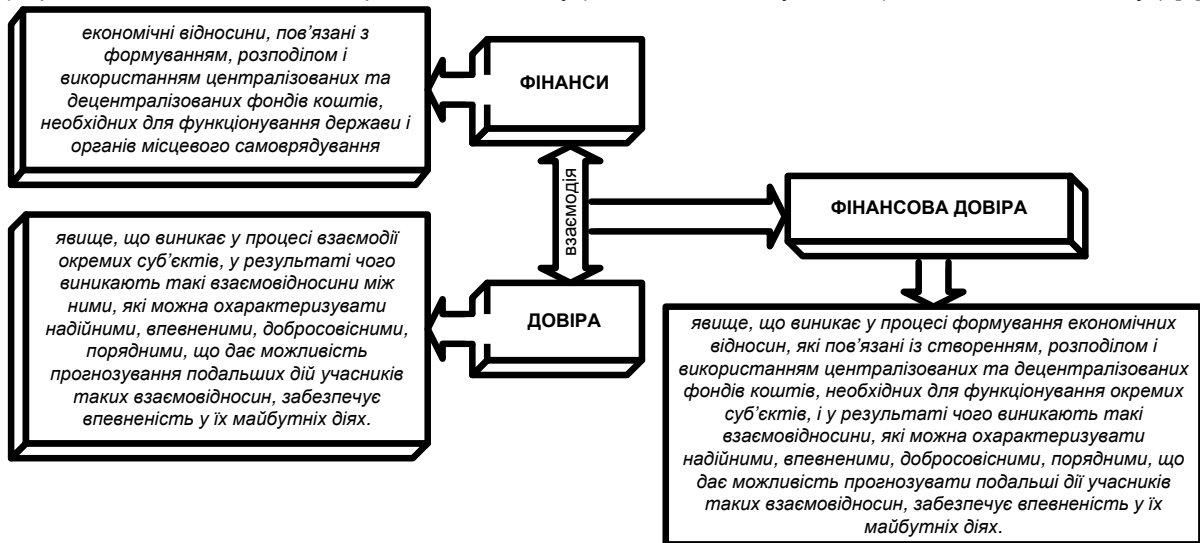 економічні відносини, пов’язані з
формуванням, розподілом і
використанням централізованих та
децентралізованих фондів коштів,
необхідних для функціонування держави і
органів місцевого самоврядування
ФІНАНСИ
взаємодія
ФІНАНСОВА ДОВІРА
явище, що виникає у процесі взаємодії
окремих суб’єктів, у результаті чого
виникають такі взаємовідносини між
ними, які можна охарактеризувати
надійними, впевненими, добросовісними,
порядними, що дає можливість
прогнозування подальших дій учасників
таких взаємовідносин, забезпечує
впевненість у їх майбутніх діях.
ДОВІРА
явище, що виникає у процесі формування економічних
відносин, які пов’язані із створенням, розподілом і
використанням централізованих та децентралізованих
фондів коштів, необхідних для функціонування окремих
суб’єктів, і у результаті чого виникають такі
взаємовідносини, які можна охарактеризувати
надійними, впевненими, добросовісними, порядними, що
дає можливість прогнозувати подальші дії учасників
таких взаємовідносин, забезпечує впевненість у їх
майбутніх діях.